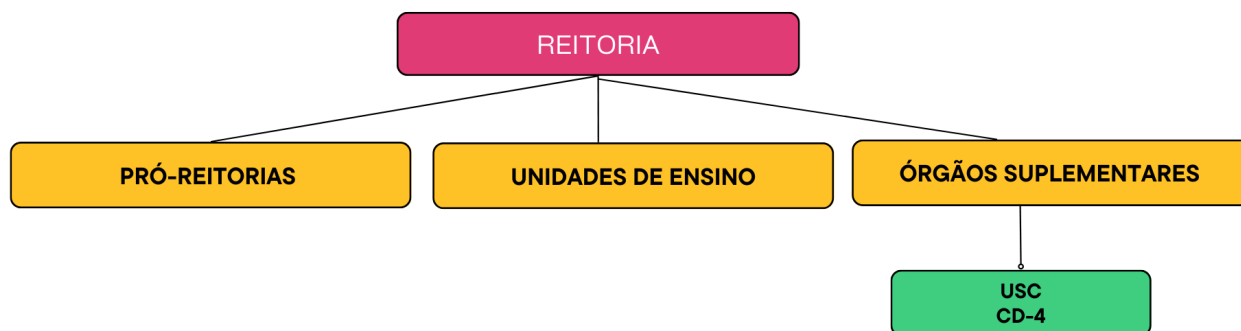 REITORIA
PRÓ-REITORIAS
UNIDADES DE ENSINO
ÓRGÃOS SUPLEMENTARES
USC
CD-4